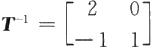 T⁻¹ = [ 2 0
-1 1 ]